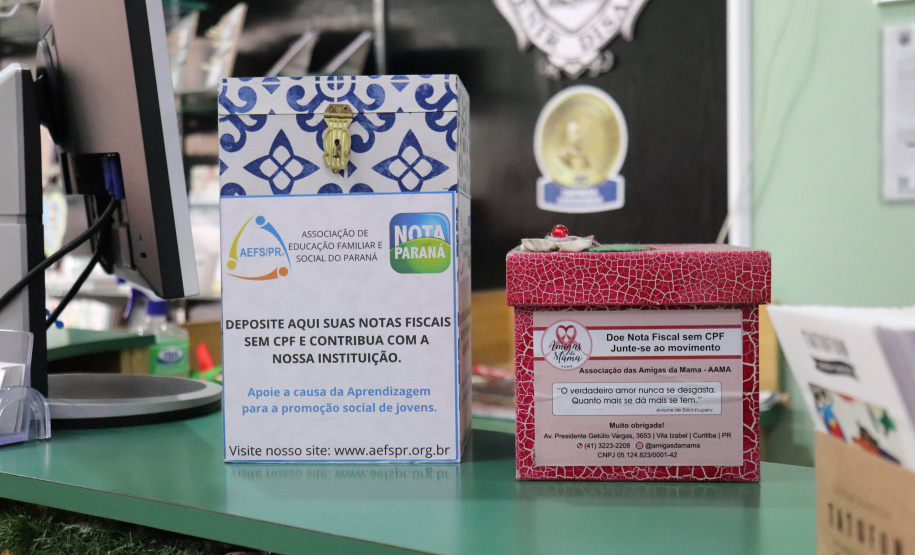 AEFS/PR
ASSOCIAÇÃO DE
EDUCAÇÃO FAMILIAR E
SOCIAL DO PARANÁ
NOTA
PARANÁ
DEPOSITE AQUI SUAS NOTAS FISCAIS
SEM CPF E CONTRIBUA COM A
NOSSA INSTITUIÇÃO.
Apoie a causa da Aprendizagem
para a promoção social de jovens.
Visite nosso site: www.aefspr.org.br
Amigas
da
Mama
Doe Nota Fiscal sem CPF
Junte-se ao movimento
Associação das Amigas da Mama - AAMA
"O verdadeiro amor nunca se desgasta.
Quanto mais se dá mais se tem."
Antoine de Saint Exupery
Muito obrigada!
Av. Presidente Getúlio Vargas, 3653 | Vila Izabel | Curitiba | PR
(41) 3223-2208 @amigasdamama
CNPJ 05.124.823/0001-42